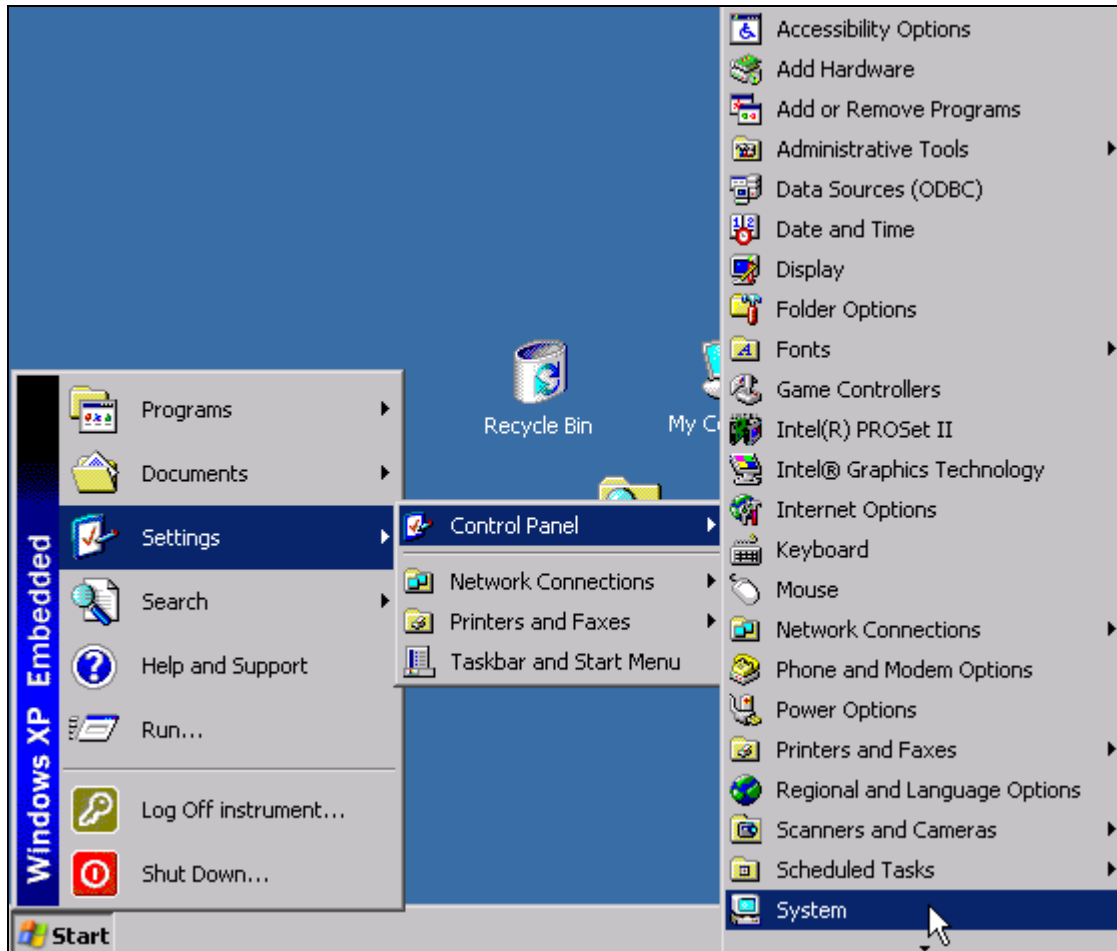 Accessibility Options
Add Hardware
Add or Remove Programs
Administrative Tools
Data Sources (ODBC)
Date and Time
Display
Folder Options
Fonts
Game Controllers
Intel(R) PROSet II
Intel® Graphics Technology
Internet Options
Keyboard
Mouse
Network Connections
Phone and Modem Options
Power Options
Printers and Faxes
Regional and Language Options
Scanners and Cameras
Scheduled Tasks
System
Recycle Bin
My
Control Panel
Network Connections
Printers and Faxes
Taskbar and Start Menu
Programs
Documents
Settings
Search
Help and Support
Run...
Log Off instrument...
Shut Down...
Windows XP Embedded
Start